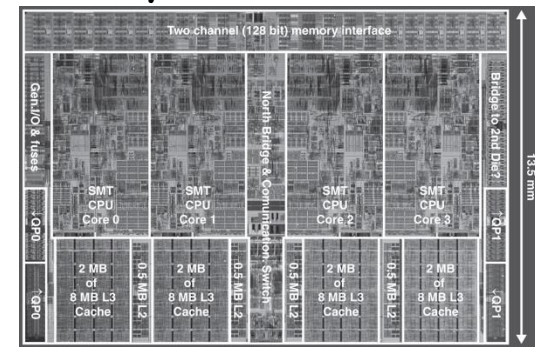 Two channel (128 bit) memory interface
Gen.I/O & fuses
SMT
CPU
Core 0
SMT
CPU
Core 1
North Bridge & Comunication Switch
SMT
CPU
Core 2
SMT
CPU
Core 3
Bridge to 2nd Die?
13.5 mm
↓QP0
↑QP1
2 MB
of
8 MB L3
Cache
0.5 MB L2
2 MB
of
8 MB L3
Cache
0.5 MB L2
0.5 MB L2
2 MB
of
8 MB L3
Cache
0.5 MB L2
2 MB
of
8 MB L3
Cache
↑QP0
↓QP1